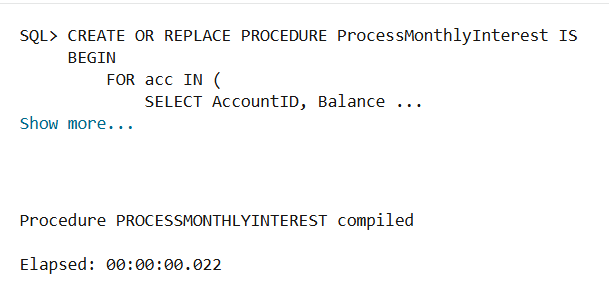 SQL> CREATE OR REPLACE PROCEDURE ProcessMonthlyInterest IS
     BEGIN
         FOR acc IN (
             SELECT AccountID, Balance ...
Show more...
Procedure PROCESSMONTHLYINTEREST compiled
Elapsed: 00:00:00.022